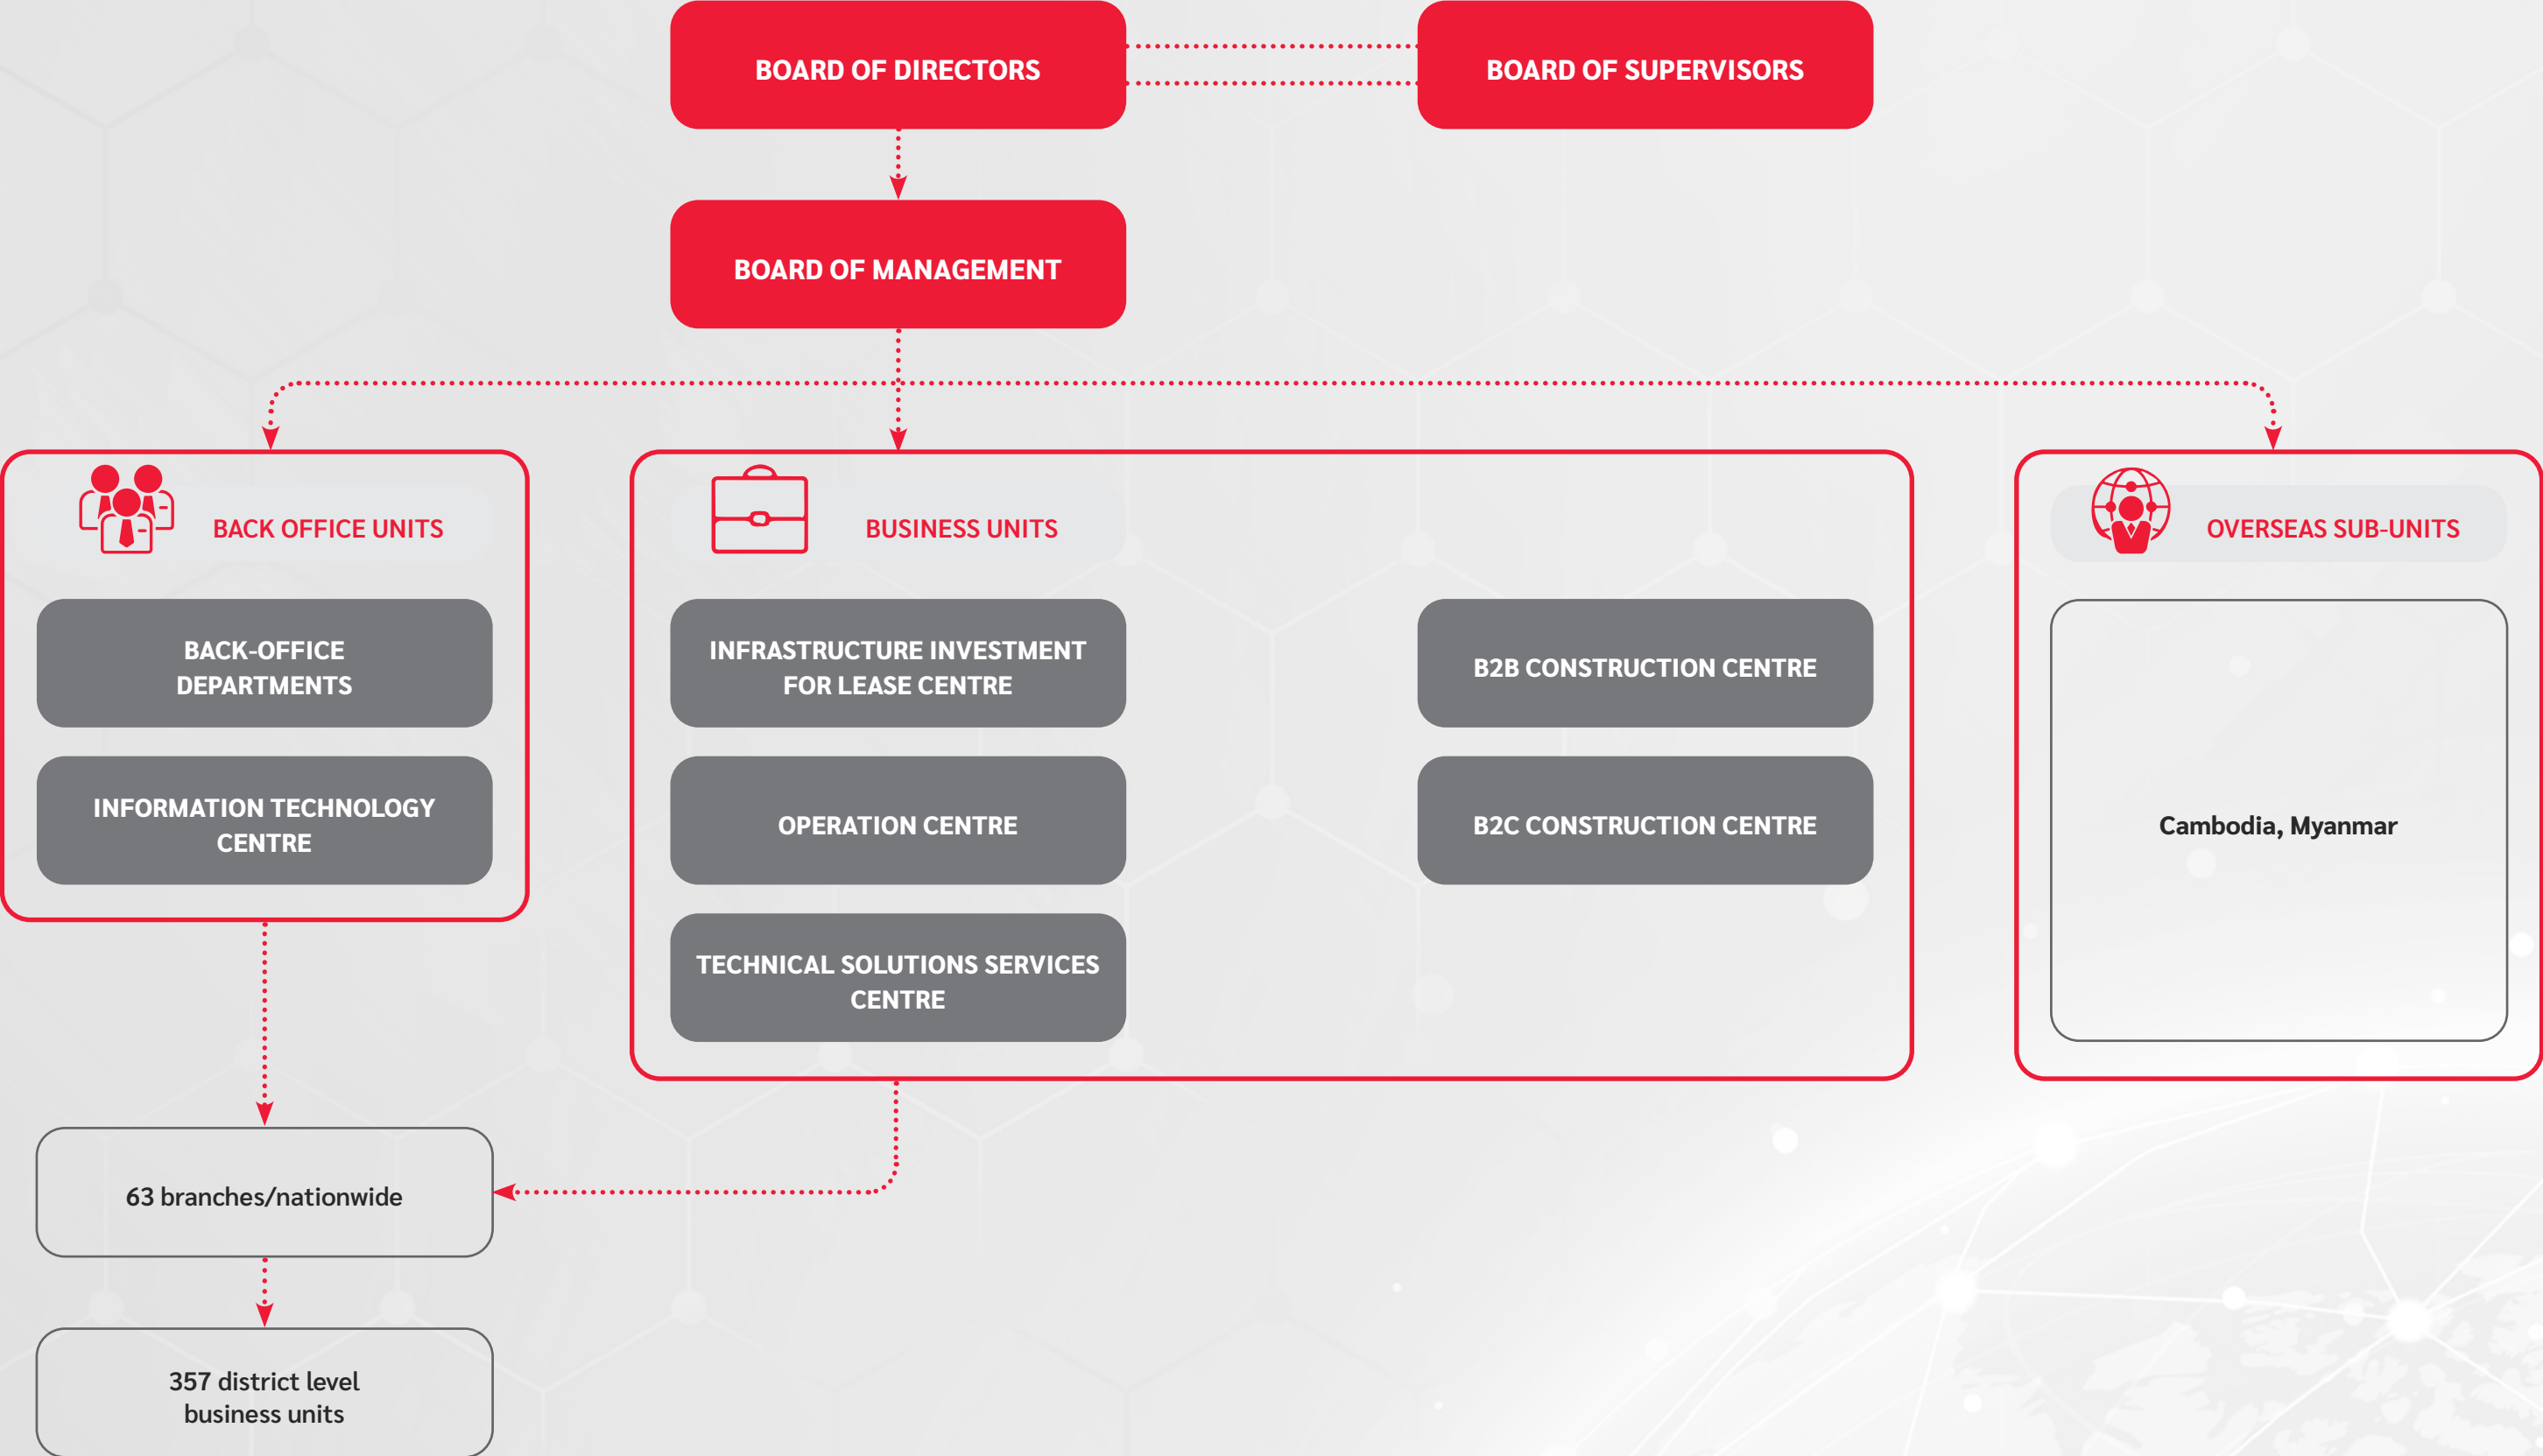 BOARD OF DIRECTORS
BOARD OF SUPERVISORS
BOARD OF MANAGEMENT
BACK OFFICE UNITS
BACK-OFFICE
DEPARTMENTS
INFORMATION TECHNOLOGY
CENTRE
BUSINESS UNITS
INFRASTRUCTURE INVESTMENT
FOR LEASE CENTRE
OPERATION CENTRE
TECHNICAL SOLUTIONS SERVICES
CENTRE
B2B CONSTRUCTION CENTRE
B2C CONSTRUCTION CENTRE
OVERSEAS SUB-UNITS
Cambodia, Myanmar
63 branches/nationwide
357 district level
business units